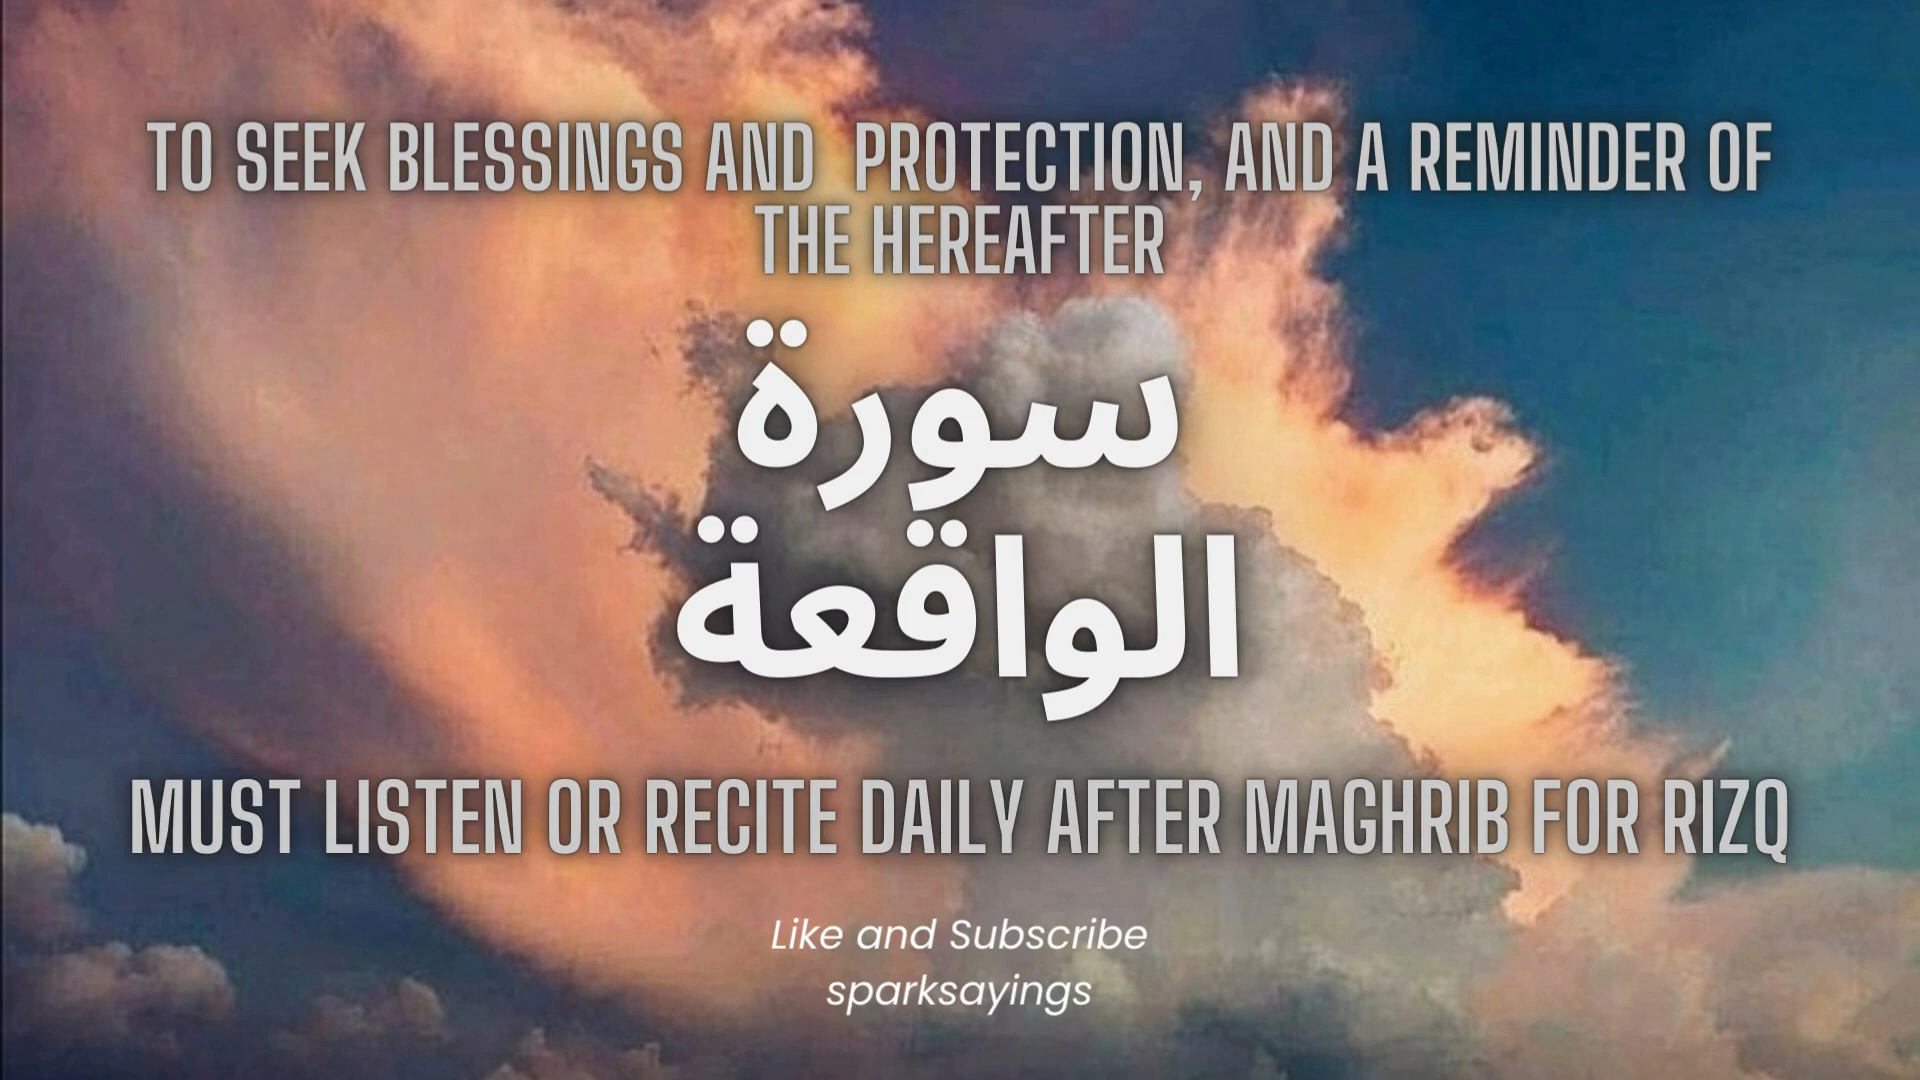 TO SEEK BLESSINGS AND PROTECTION, AND A REMINDER OF
THE HEREAFTER
سورة
الواقعة
MUST LISTEN OR RECITE DAILY AFTER MAGHRIB FOR RIZQ
Like and Subscribe
sparksayings